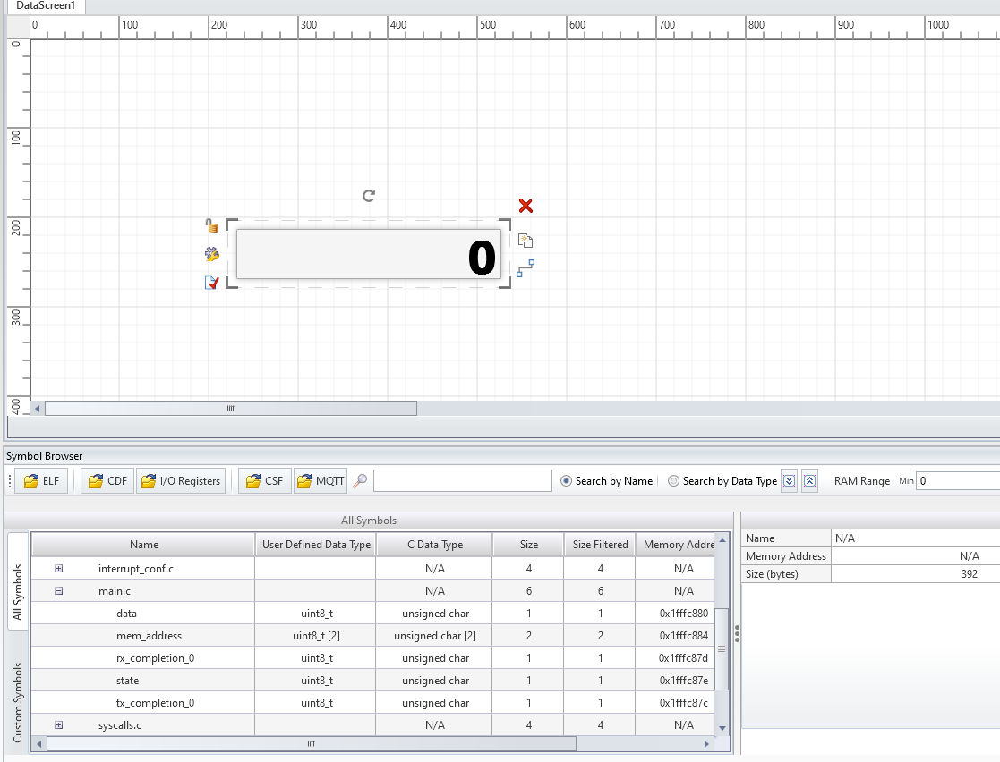 DataScreen1
0 100 200 300 400 500 600 700 800 900 1000
0
100
200
300
400
0
Symbol Browser
ELF CDF I/O Registers CSF MQTT Search by Name Search by Data Type RAM Range Min 0
All Symbols
All Symbols
Custom Symbols
Name User Defined Data Type C Data Type Size Size Filtered Memory Addre
interrupt_conf.c N/A 4 4 N/A
main.c N/A 6 6 N/A
data uint8_t unsigned char 1 1 0x1fffc880
mem_address uint8_t [2] unsigned char [2] 2 2 0x1fffc884
rx_completion_0 uint8_t unsigned char 1 1 0x1fffc87d
state uint8_t unsigned char 1 1 0x1fffc87e
tx_completion_0 uint8_t unsigned char 1 1 0x1fffc87c
syscalls.c N/A 4 4 N/A
Name N/A
Memory Address N/A
Size (bytes) 392